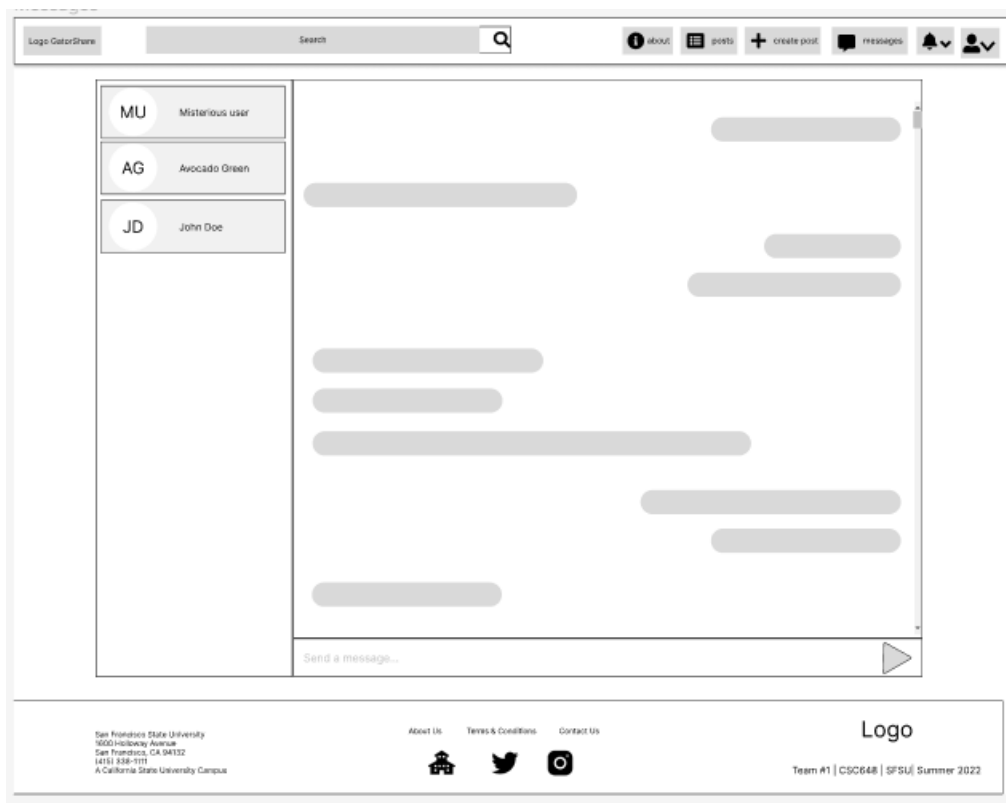 Messages
Logo GatorShare
Search
about
posts
create post
messages
MU
Misterious user
AG
Avocado Green
JD
John Doe
Send a message...
San Francisco State University
1600 Holloway Avenue
San Francisco, CA 94132
(415) 338-1111
A California State University Campus
About Us
Terms & Conditions
Contact Us
Logo
Team #1 | CSC648 | SFSU| Summer 2022